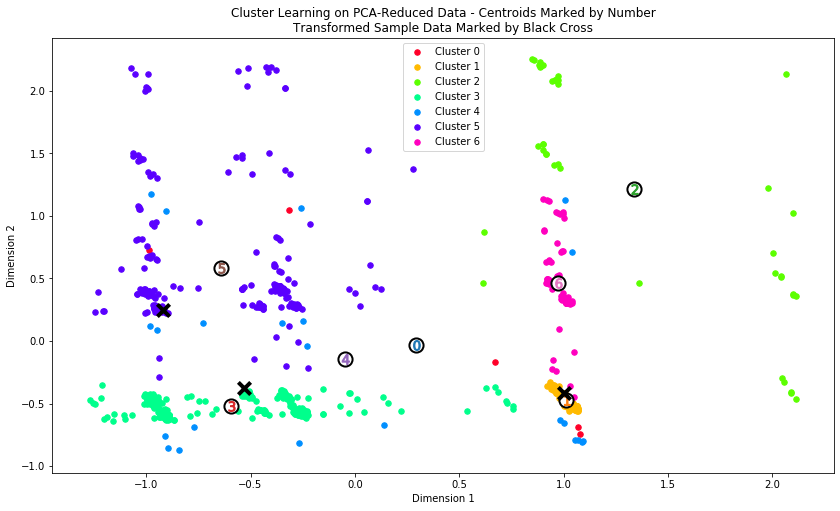 Cluster Learning on PCA-Reduced Data - Centroids Marked by Number
Transformed Sample Data Marked by Black Cross
Cluster 0
Cluster 1
Cluster 2
Cluster 3
Cluster 4
Cluster 5
Cluster 6
Dimension 2
2.0
1.5
1.0
0.5
0.0
−0.5
−1.0
2
5
6
0
4
3
1
−1.0 −0.5 0.0 0.5 1.0 1.5 2.0
Dimension 1